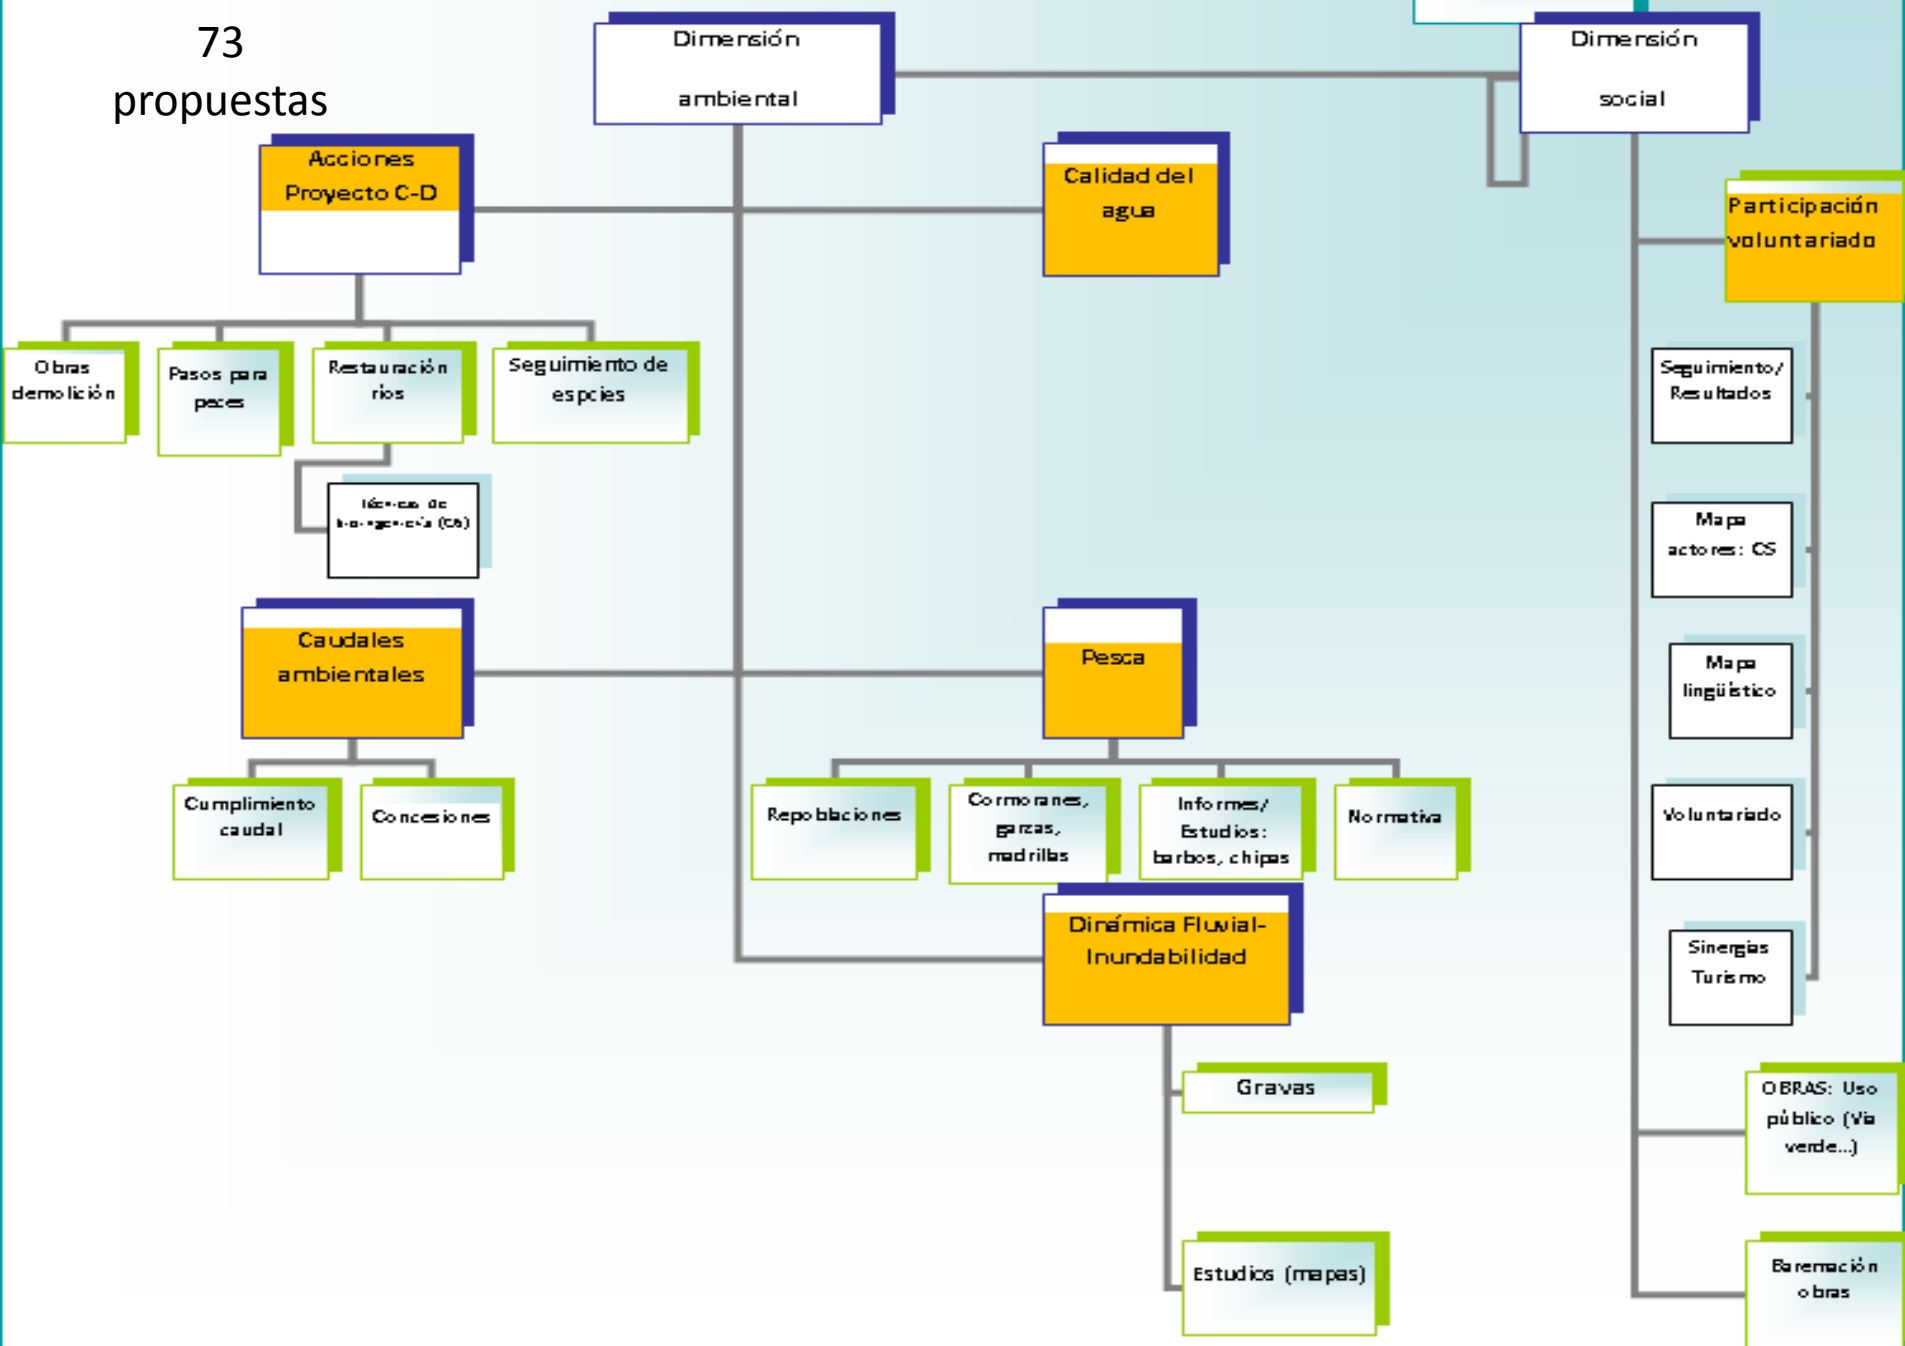 73
propuestas
Dimensión
ambiental
Dimensión
social
Acciones
Proyecto C-D
Calidad del
agua
Participación
voluntariado
Obras
demolición
Pasos para
peces
Restauración
ríos
Seguimiento de
espcies
Seguimiento/
Resultados
Técnicas de
(CA)
Mapa
actores: CS
Caudales
ambientales
Pesca
Mapa
lingüístico
Cumplimiento
caudal
Concesiones
Repoblaciones
Cormoranes,
garzas,
madrillas
Informes/
Estudios:
barbos, chipas
Normativa
Voluntariado
Dinámica Fluvial-
Inundabilidad
Sinergias
Turismo
Gravas
OBRAS: Uso
público (Vía
verde...)
Estudios (mapas)
Baremación
obras